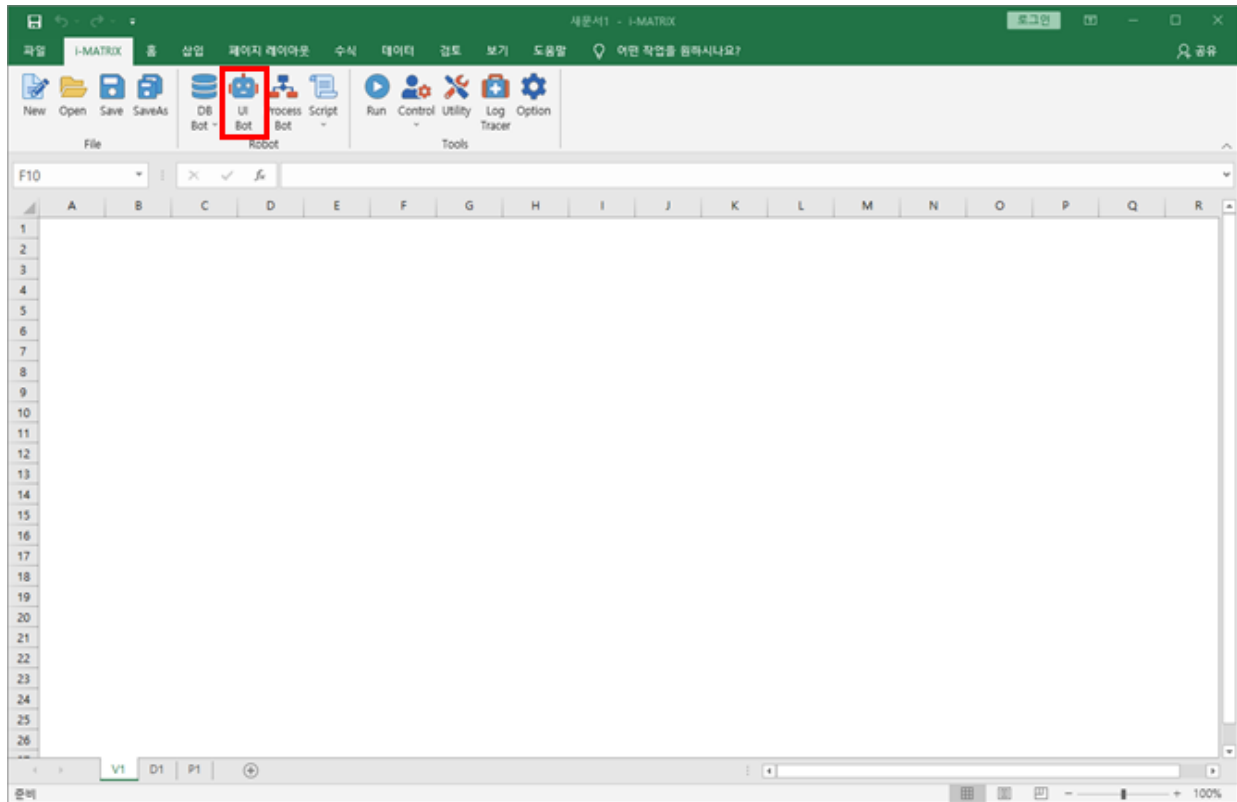 새문서1 - i-MATRIX
로그인
파일 i-MATRIX 홈 삽입 페이지 레이아웃 수식 데이터 검토 보기 도움말 어떤 작업을 원하시나요? 공유
New Open Save SaveAs DB Bot UI Bot Process Bot Script Run Control Utility Log Tracer Option
File Robot Tools
F10 fx
A B C D E F G H I J K L M N O P Q R
1
2
3
4
5
6
7
8
9
10
11
12
13
14
15
16
17
18
19
20
21
22
23
24
25
26
V1 D1 P1
준비 100%